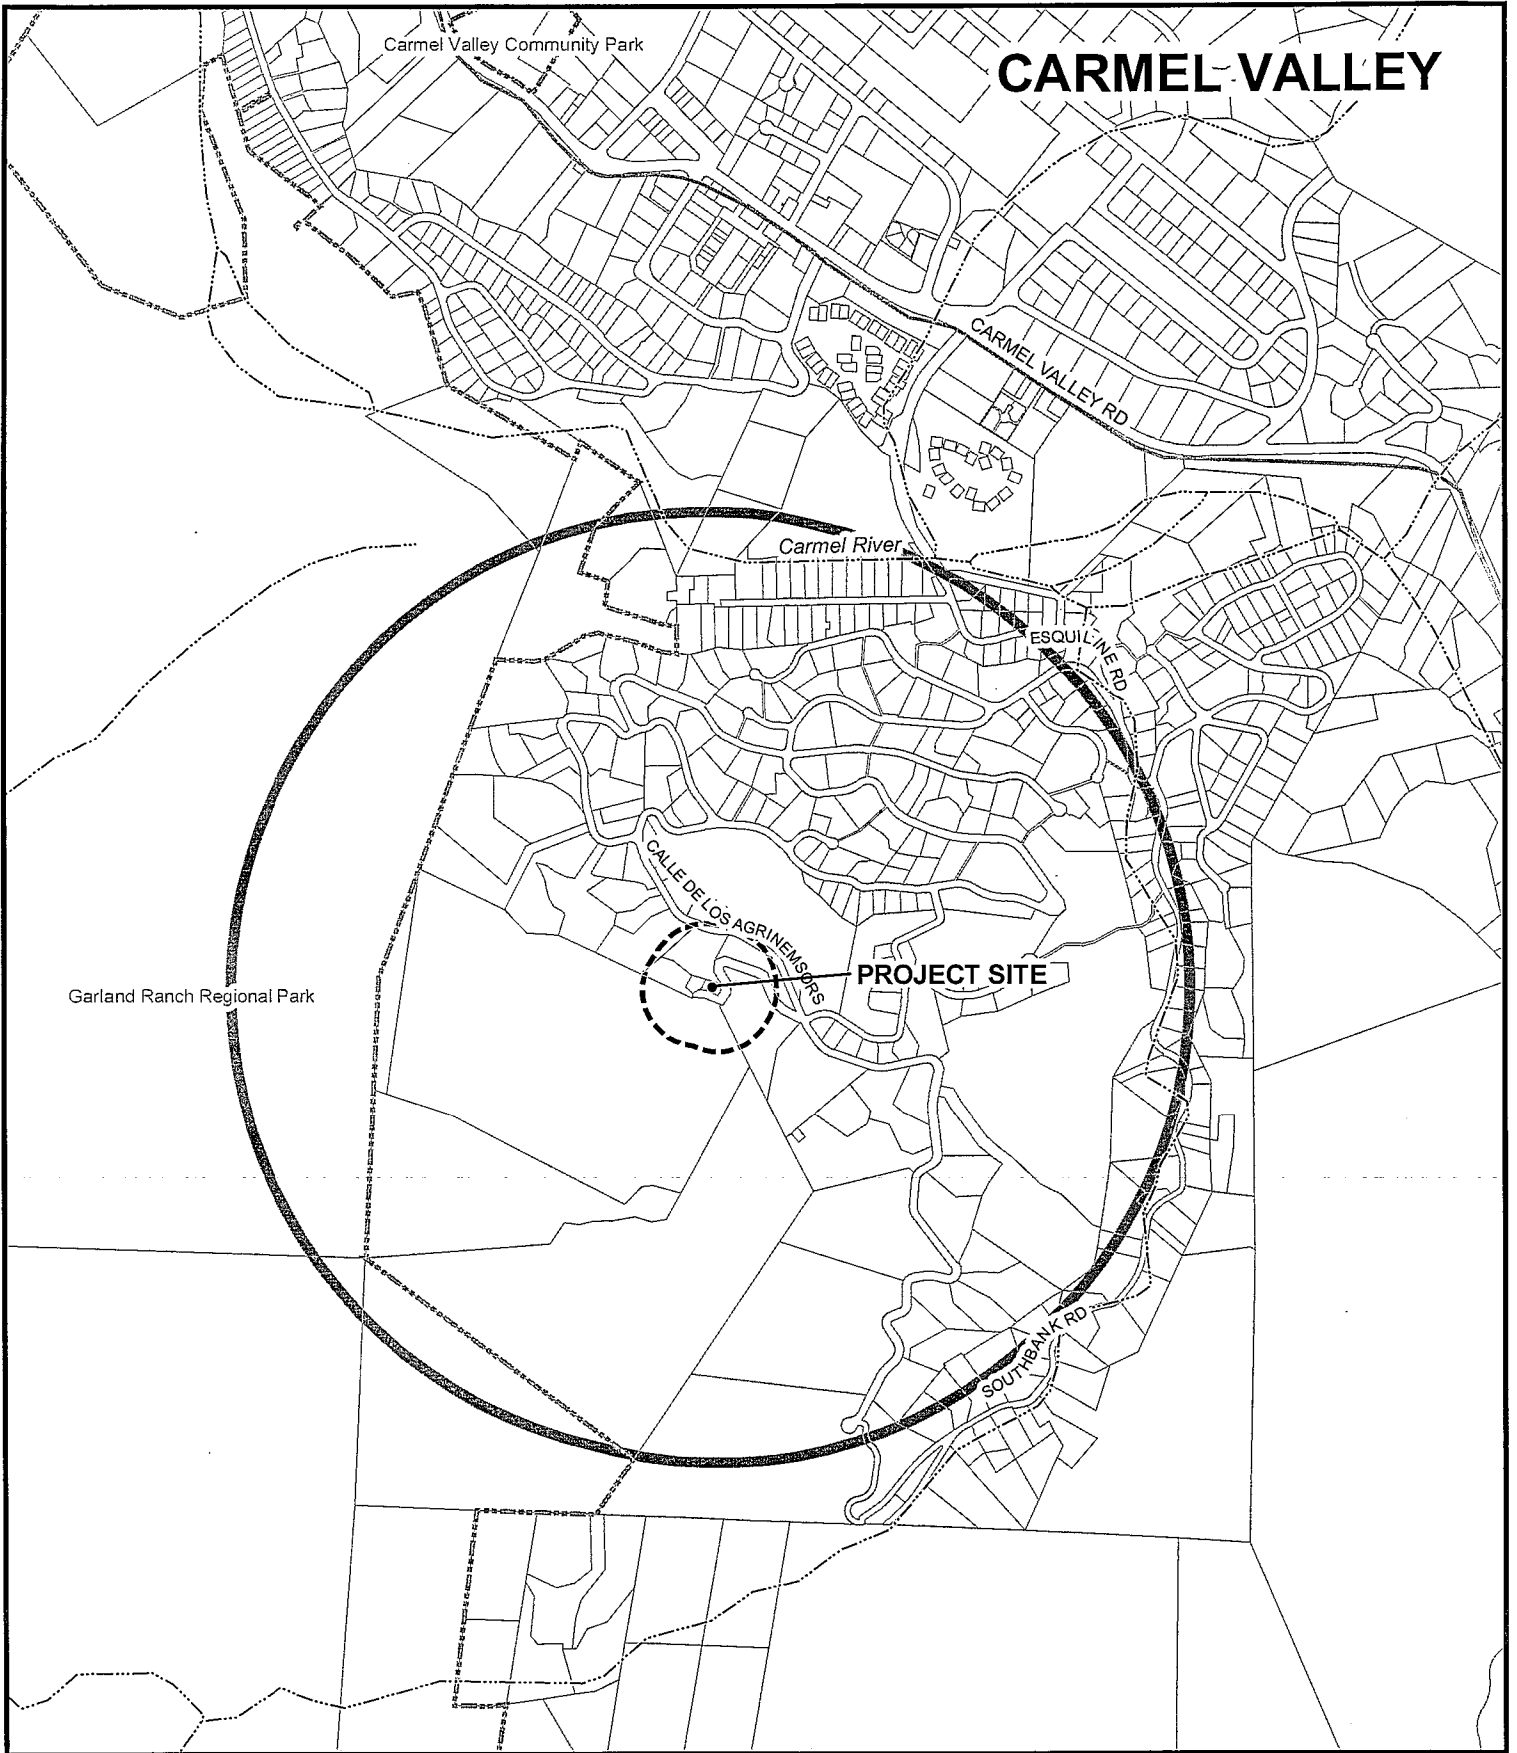 Carmel Valley Community Park
CARMEL VALLEY
CARMEL VALLEY RD
Carmel River
ESQUILINE RD
CALLE DE LOS AGRINEMSORS
PROJECT SITE
Garland Ranch Regional Park
SOUTHBANK RD